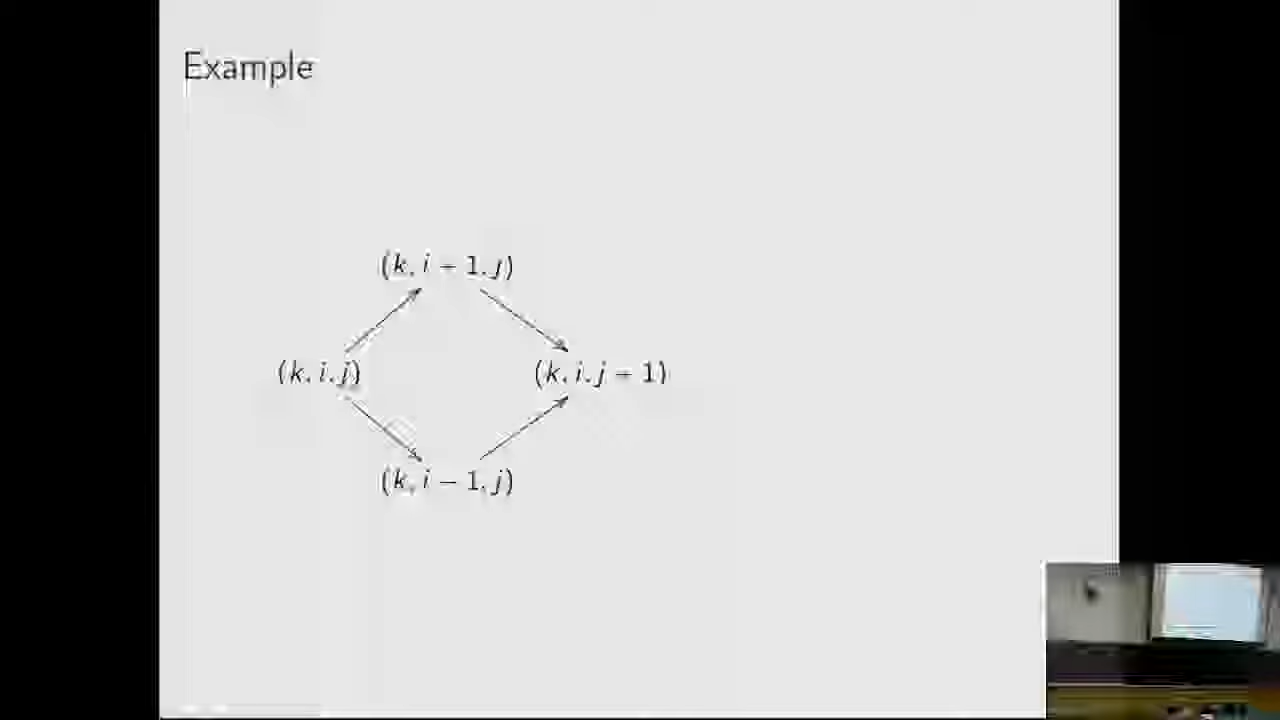 Example
(k, i + 1, j)
(k, i, j)
(k, i, j + 1)
(k, i − 1, j)